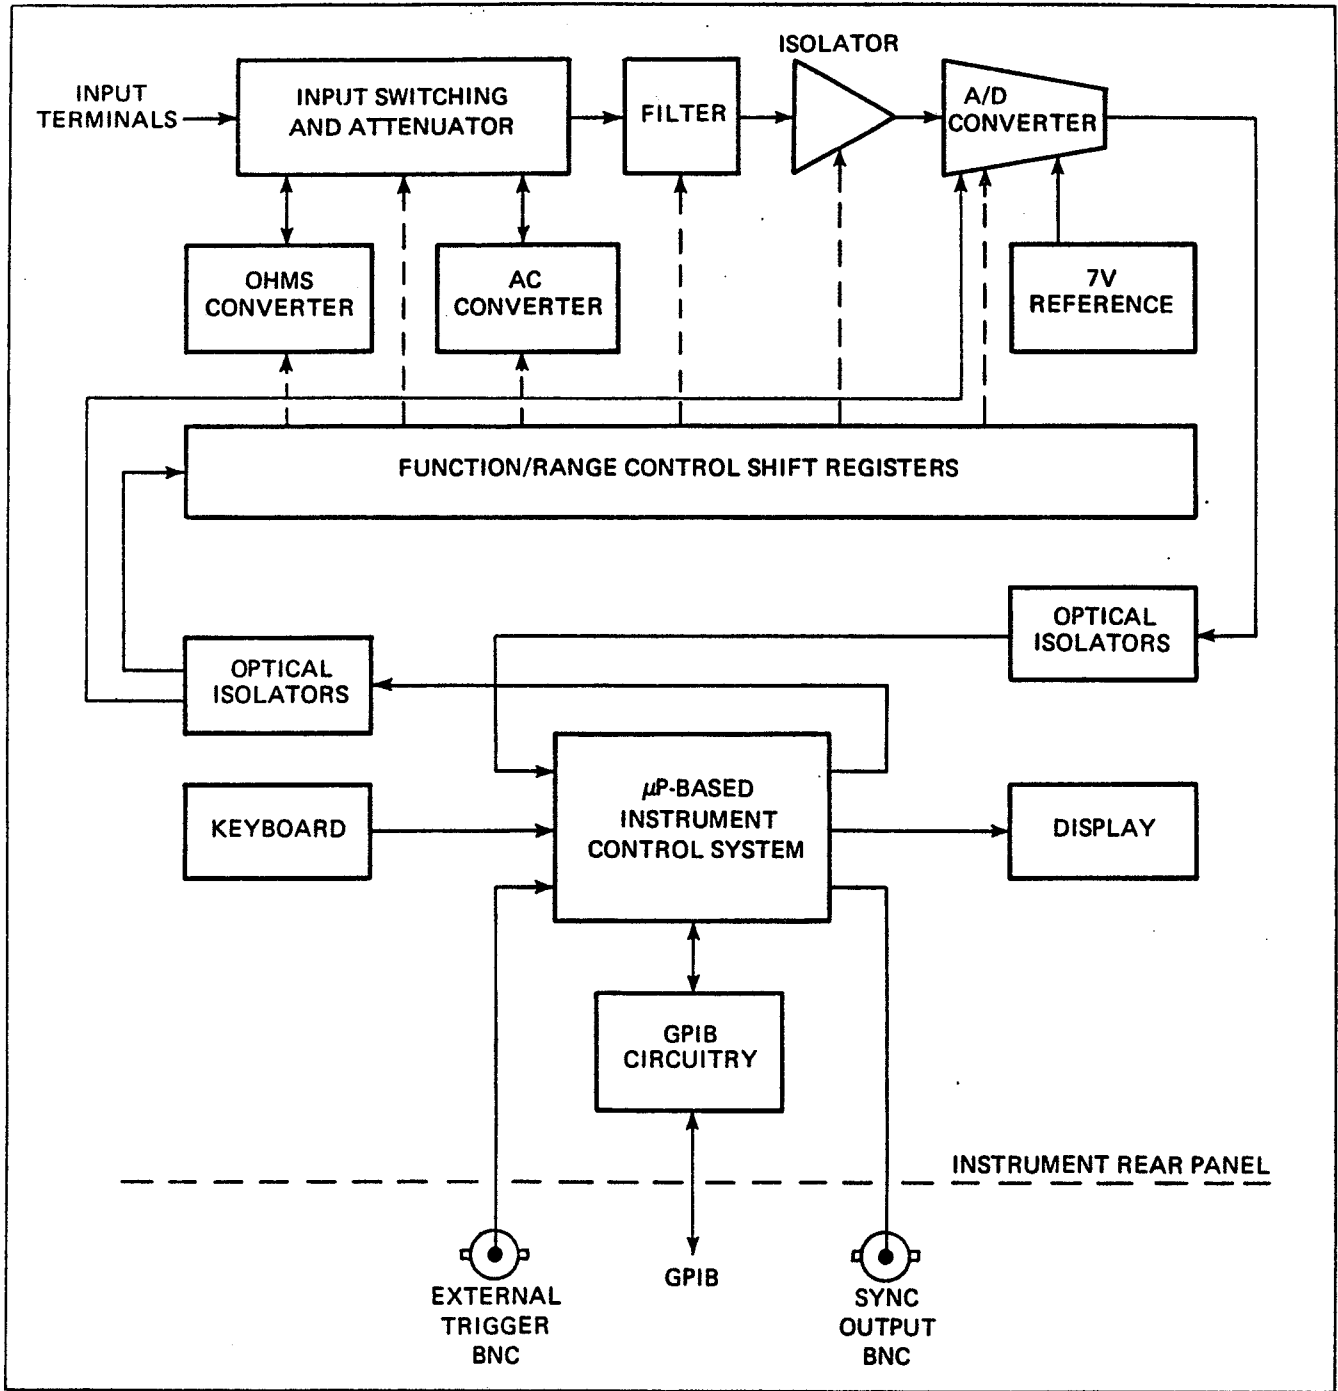 ISOLATOR
INPUT
TERMINALS
INPUT SWITCHING
AND ATTENUATOR
FILTER
A/D
CONVERTER
OHMS
CONVERTER
AC
CONVERTER
7V
REFERENCE
FUNCTION/RANGE CONTROL SHIFT REGISTERS
OPTICAL
ISOLATORS
OPTICAL
ISOLATORS
KEYBOARD
μP-BASED
INSTRUMENT
CONTROL SYSTEM
DISPLAY
GPIB
CIRCUITRY
INSTRUMENT REAR PANEL
EXTERNAL
TRIGGER
BNC
GPIB
SYNC
OUTPUT
BNC